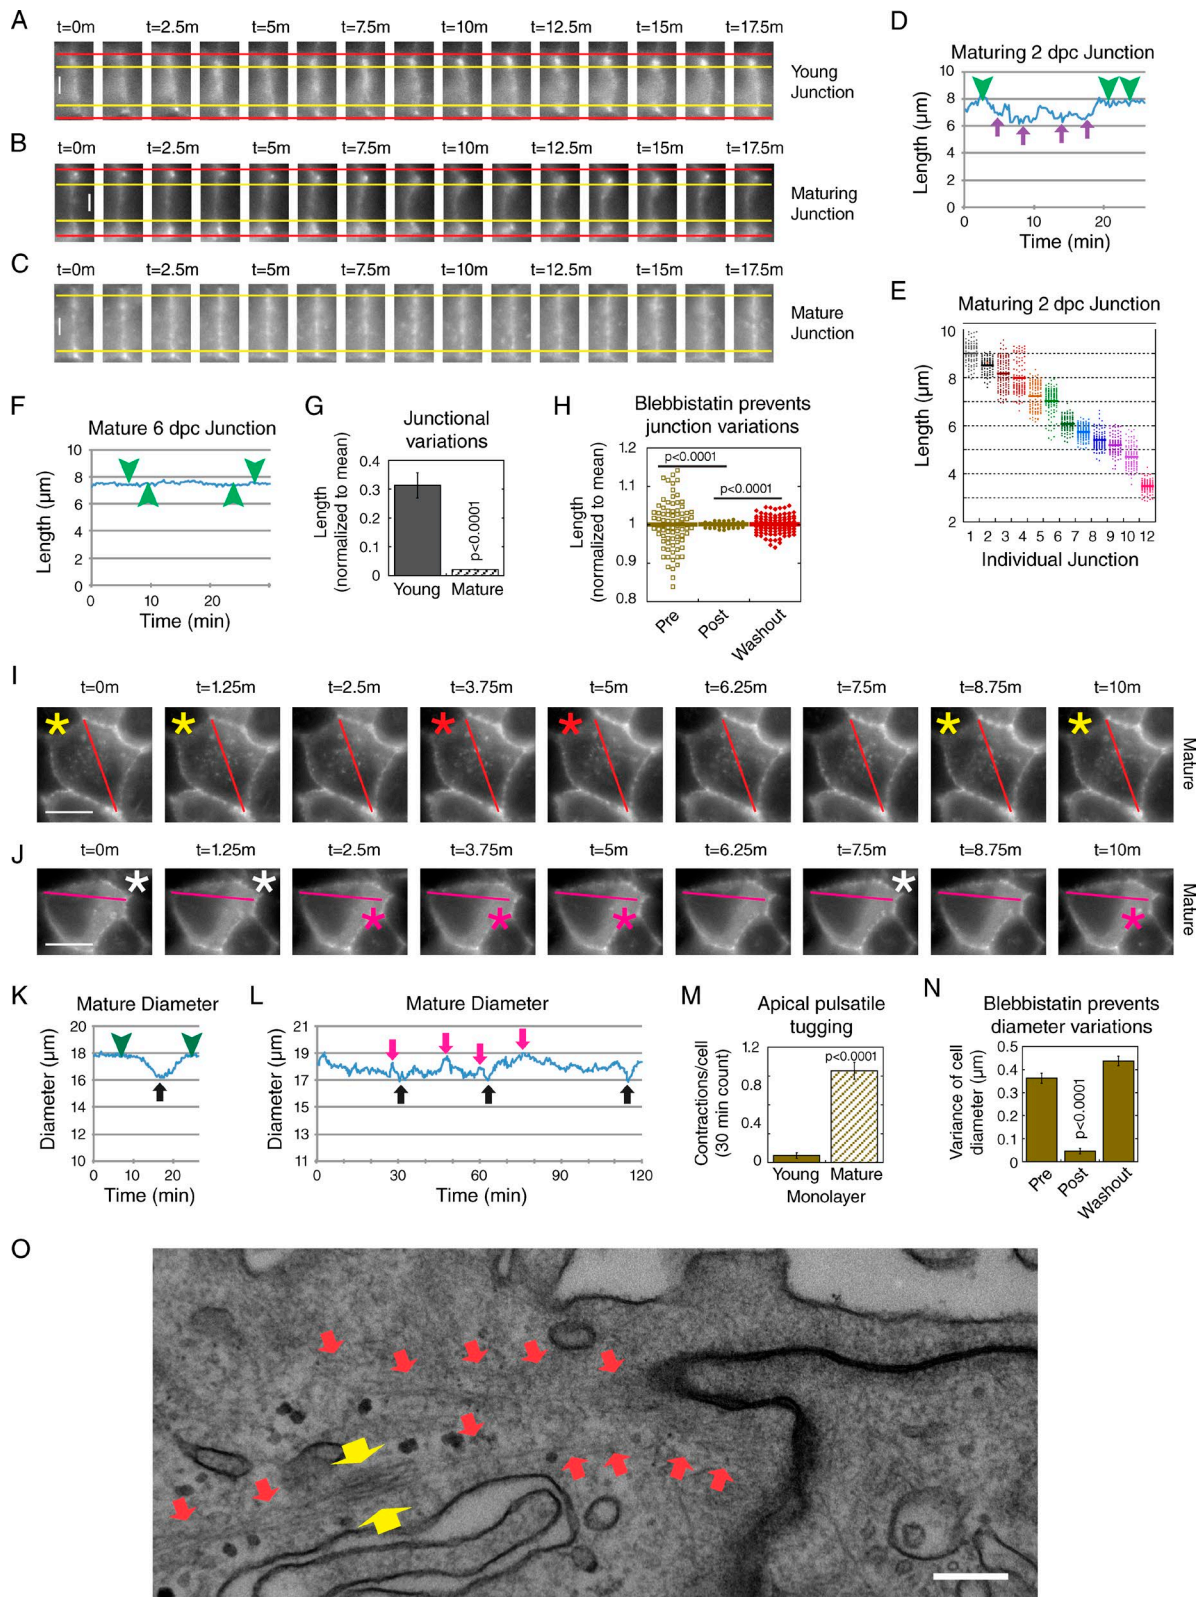 A
t=0m t=2.5m t=5m t=7.5m t=10m t=12.5m t=15m t=17.5m
Young
Junction
B
t=0m t=2.5m t=5m t=7.5m t=10m t=12.5m t=15m t=17.5m
Maturing
Junction
C
t=0m t=2.5m t=5m t=7.5m t=10m t=12.5m t=15m t=17.5m
Mature
Junction
D
Maturing 2 dpc Junction
Length (µm)
10
8
6
4
2
0
0 10 20
Time (min)
E
Maturing 2 dpc Junction
Length (µm)
10
8
6
4
2
1 2 3 4 5 6 7 8 9 10 12
Individual Junction
F
Mature 6 dpc Junction
Length (µm)
10
8
6
4
2
0
0 10 20
Time (min)
G
Junctional
variations
Length
(normalized to mean)
0.4
0.3
0.2
0.1
0
p<0.0001
Young Mature
H
Blebbistatin prevents
junction variations
Length
(normalized to mean)
1.2
1.1
1
0.9
0.8
p<0.0001
p<0.0001
Pre Post Washout
I
t=0m t=1.25m t=2.5m t=3.75m t=5m t=6.25m t=7.5m t=8.75m t=10m
Mature
J
t=0m t=1.25m t=2.5m t=3.75m t=5m t=6.25m t=7.5m t=8.75m t=10m
Mature
K
Mature Diameter
Diameter (µm)
20
18
16
14
12
10
0 10 20
Time (min)
L
Mature Diameter
Diameter (µm)
21
19
17
15
13
11
0 30 60 90 120
Time (min)
M
Apical pulsatile
tugging
Contractions/cell
(30 min count)
1.2
0.8
0.4
0
p<0.0001
Young Mature
Monolayer
N
Blebbistatin prevents
diameter variations
Variance of cell
diameter (µm)
0.5
0.4
0.3
0.2
0.1
0
p<0.0001
Pre Post Washout
O